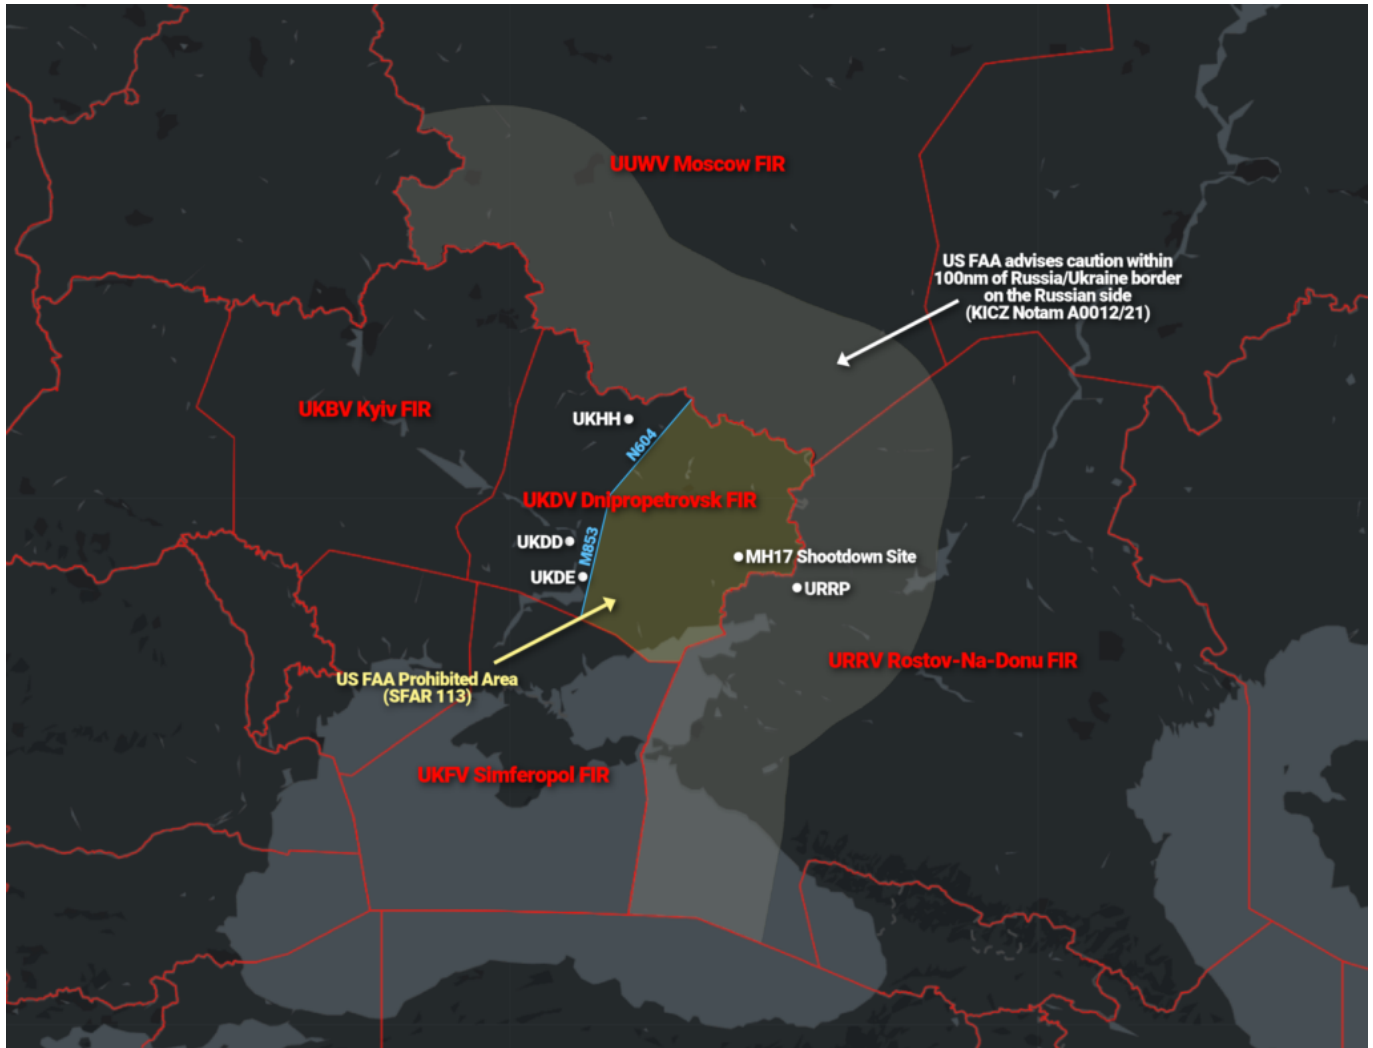 UUWV Moscow FIR
US FAA advises caution within
100nm of Russia/Ukraine border
on the Russian side
(KICZ Notam A0012/21)
UKBV Kyiv FIR
UKHH
N604
UKDV Dnipropetrovsk FIR
UKDD
M853
MH17 Shootdown Site
UKDE
URRP
URRV Rostov-Na-Donu FIR
US FAA Prohibited Area
(SFAR 113)
UKFV Simferopol FIR